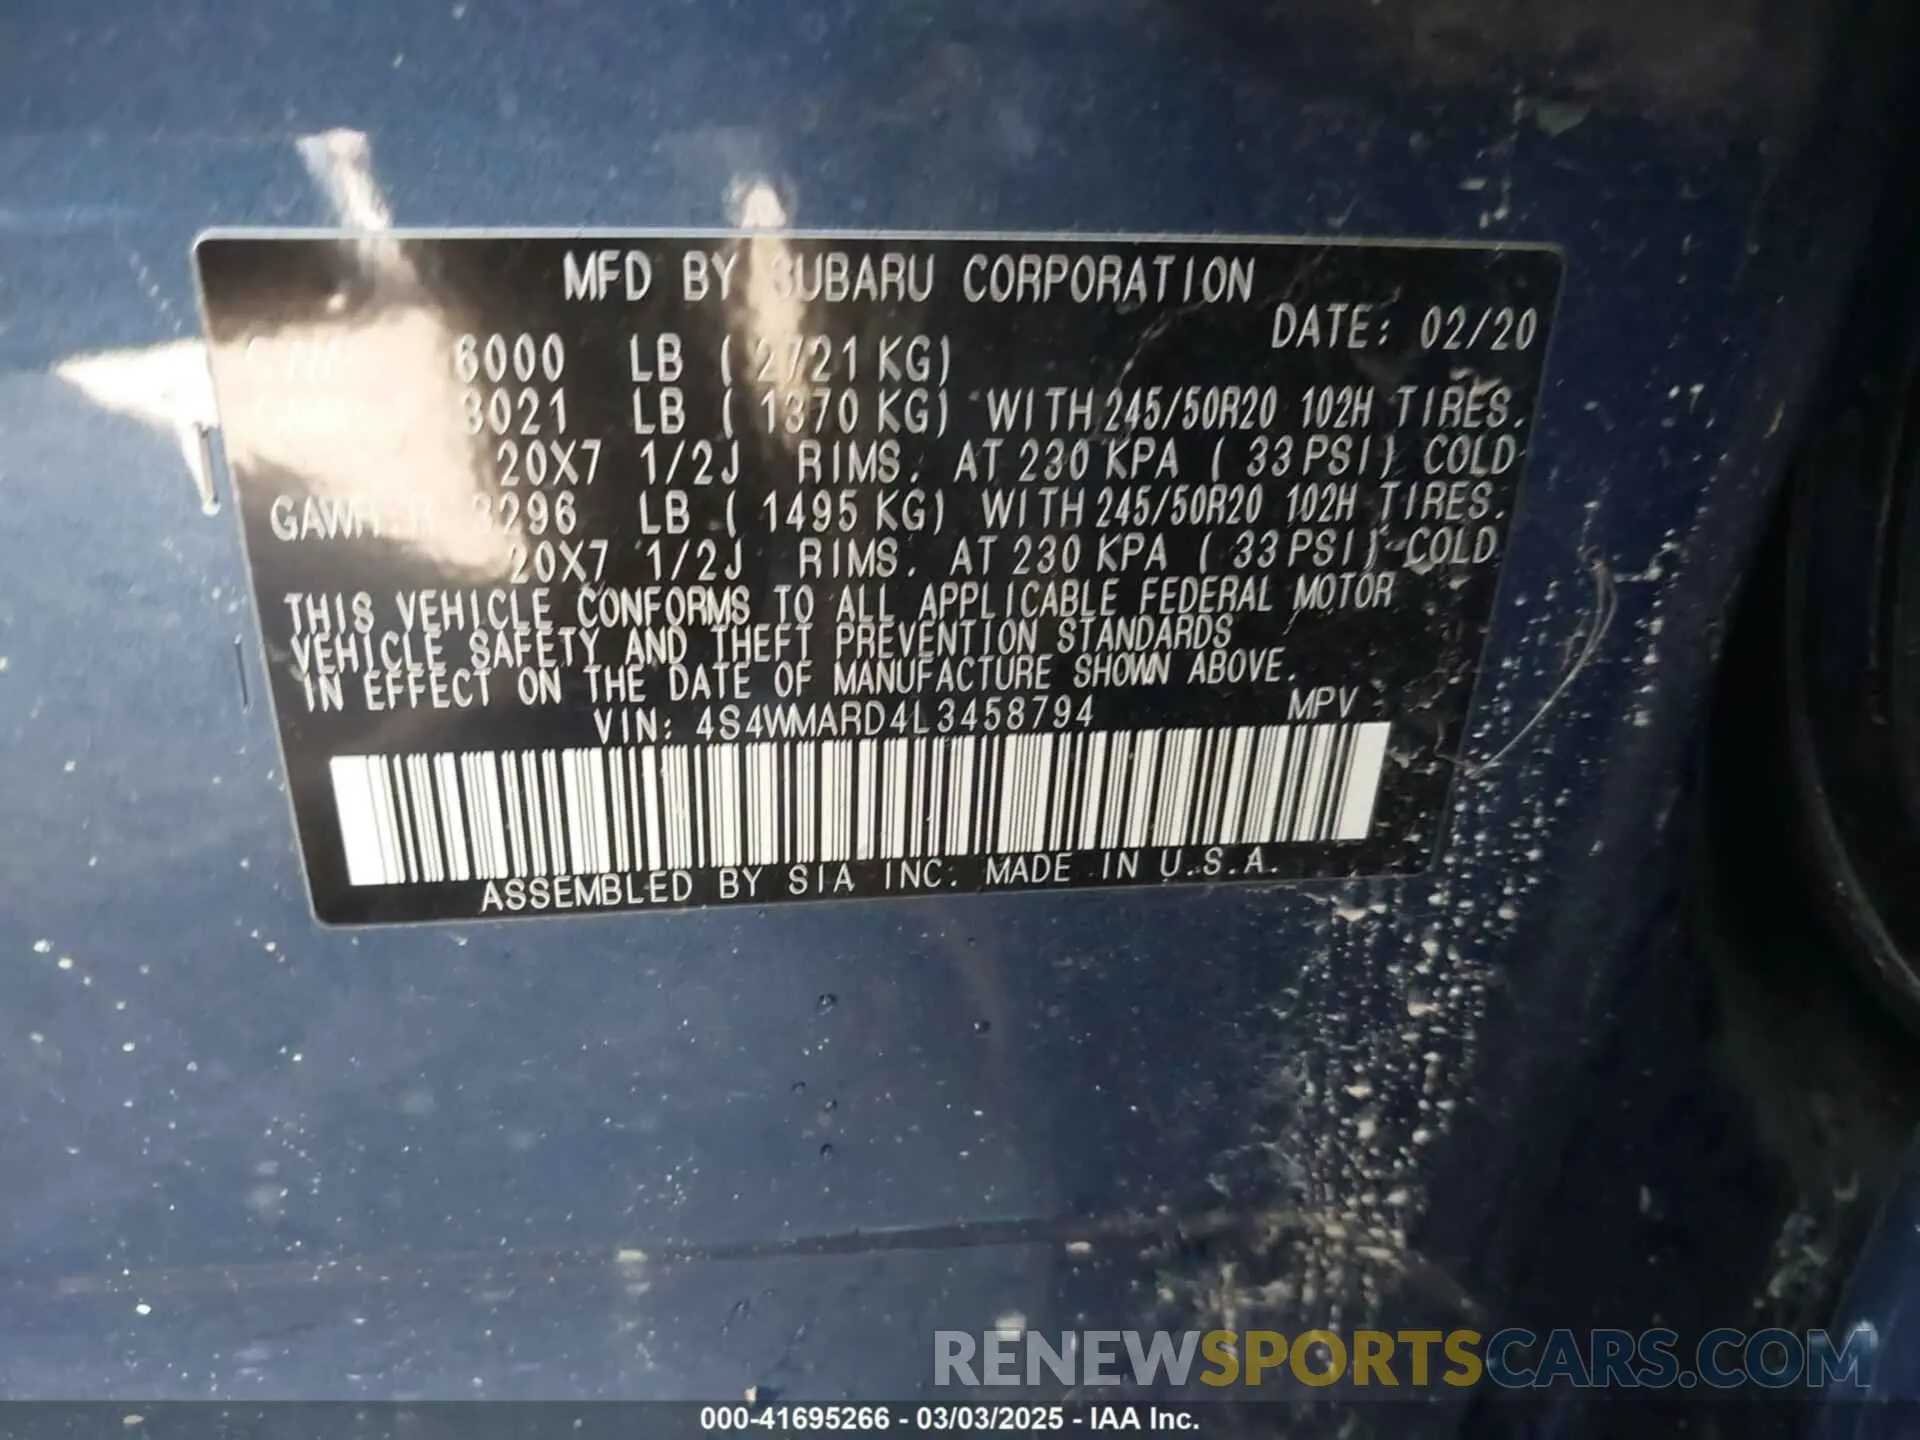 MFD BY SUBARU CORPORATION
DATE: 02/20
6000 LB ( 2721 KG)
3021 LB ( 1370 KG) WITH 245/50R20 102H TIRES.
20X7 1/2J RIMS. AT 230 KPA ( 33 PSI) COLD
3296 LB ( 1495 KG) WITH 245/50R20 102H TIRES.
20X7 1/2J RIMS. AT 230 KPA ( 33 PSI) COLD
THIS VEHICLE CONFORMS TO ALL APPLICABLE FEDERAL MOTOR
VEHICLE SAFETY AND THEFT PREVENTION STANDARDS
IN EFFECT ON THE DATE OF MANUFACTURE SHOWN ABOVE.
VIN: 4S4WMARD4L3458794 MPV
ASSEMBLED BY SIA INC. MADE IN U.S.A.
RENEWSPORTSCARS.COM
000-41695266 - 03/03/2025 - IAA Inc.